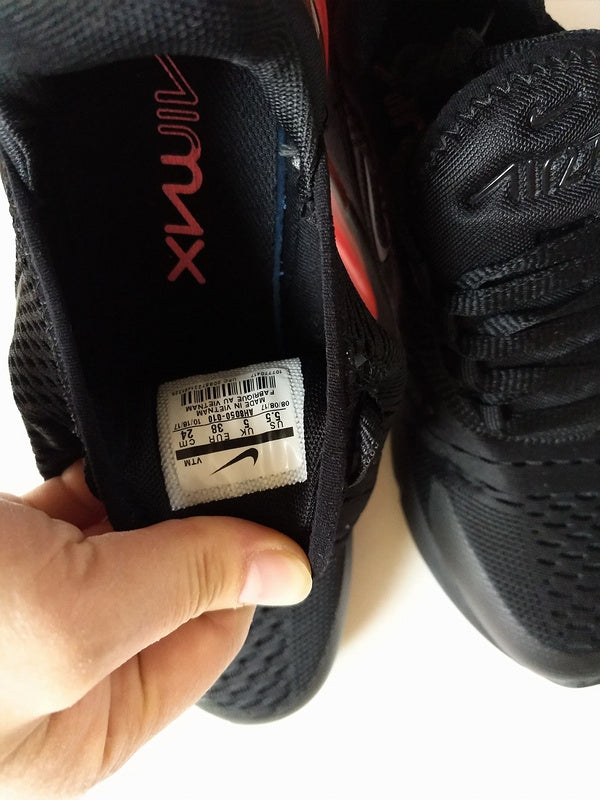 AIRMAX
VTM
US UK EUR cm
5.5 5 38 24
08/08/17 AH8050-010 10/16/17
MADE IN VIETNAM
FABRIQUE AU VIETNAM